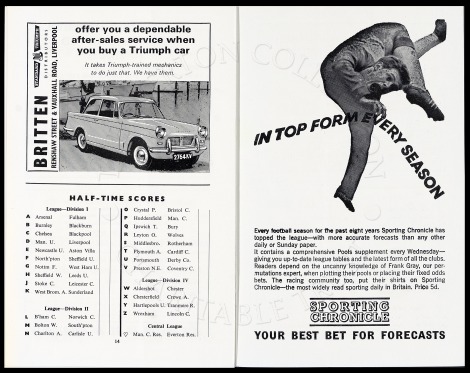 offer you a dependable
after-sales service when
you buy a Triumph car
It takes Triumph-trained mechanics
to do just that. We have them.
BRITTEN
RENSHAW STREET & VAUXHALL ROAD, LIVERPOOL
DISTRIBUTORS
HALF-TIME SCORES
League—Division I
A Arsenal Fulham
B Burnley Blackburn
C Chelsea Blackpool
D Man. U. Liverpool
E Newcastle U. Aston Villa
F North'pton Sheffield U.
G Nottm F. West Ham U.
H Sheffield W. Leeds U.
J Stoke C. Leicester C.
K West Brom. A. Sunderland
League—Division II
L B'ham C. Norwich C.
M Bolton W. South'pton
N Charlton A. Carlisle U.
O Crystal P. Bristol C.
P Huddersfield Man. C.
Q Ipswich T. Bury
R Leyton O. Wolves
S Middlesbro. Rotherham
T Plymouth A. Cardiff C.
U Portsmouth Derby Co.
V Preston N.E. Coventry C.
League—Division IV
W Aldershot Chester
X Chesterfield Crewe A.
Y Hartlepools U. Tranmere R.
Z Wrexham Lincoln C.
Central League
Man. C. Res Everton Res.
14
IN TOP FORM EVERY SEASON
Every football season for the past eight years Sporting Chronicle has
topped the league—with more accurate forecasts than any other
daily or Sunday paper.
It contains a comprehensive Pools supplement every Wednesday—
giving you up-to-date league tables and the latest form of all the clubs.
Readers depend on the uncanny knowledge of Frank Gray, our per-
mutations expert, when plotting their pools or placing their fixed odds
bets. The racing community, too, put their shirts on Sporting
Chronicle—the most widely read sporting daily in Britain. Price 5d.
SPORTING
CHRONICLE
YOUR BEST BET FOR FORECASTS